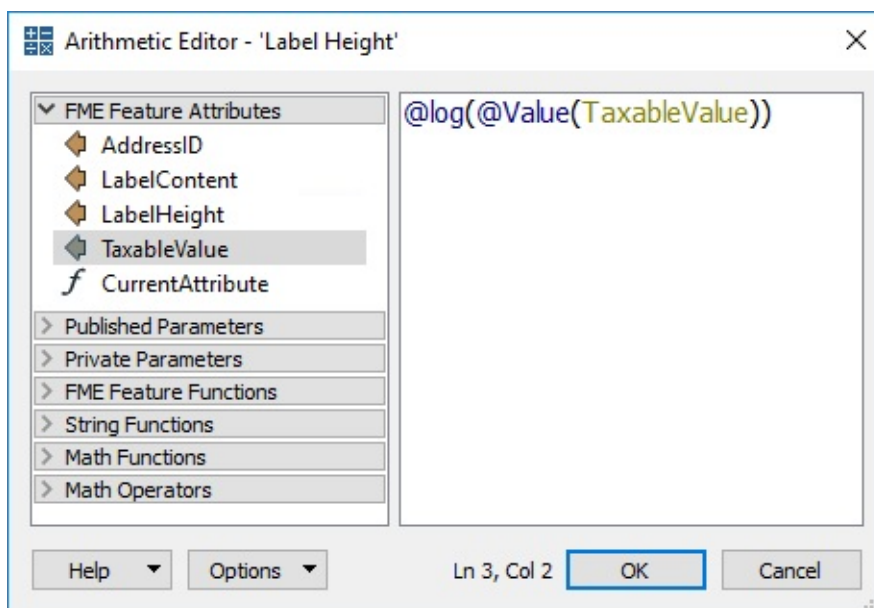 Arithmetic Editor - 'Label Height'
FME Feature Attributes
AddressID
LabelContent
LabelHeight
TaxableValue
f CurrentAttribute
Published Parameters
Private Parameters
FME Feature Functions
String Functions
Math Functions
Math Operators
@log(@Value(TaxableValue))
Help
Options
Ln 3, Col 2
OK
Cancel